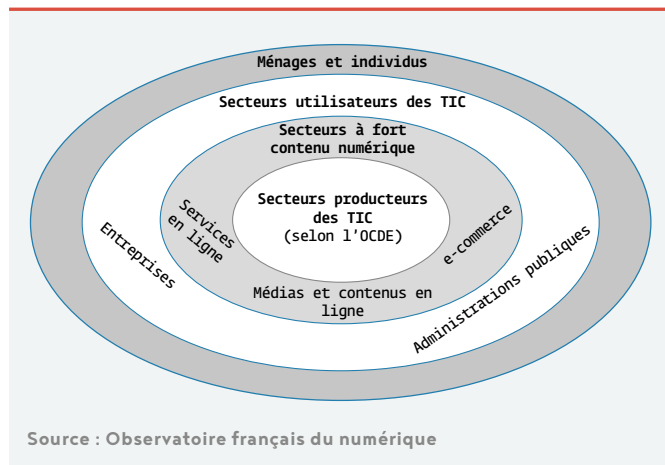 Ménages et individus
Secteurs utilisateurs des TIC
Secteurs à fort
contenu numérique
Secteurs producteurs
des TIC
(selon l'OCDE)
Services
en ligne
e-commerce
Entreprises
Médias et contenus en
ligne
Administrations publiques
Source : Observatoire français du numérique